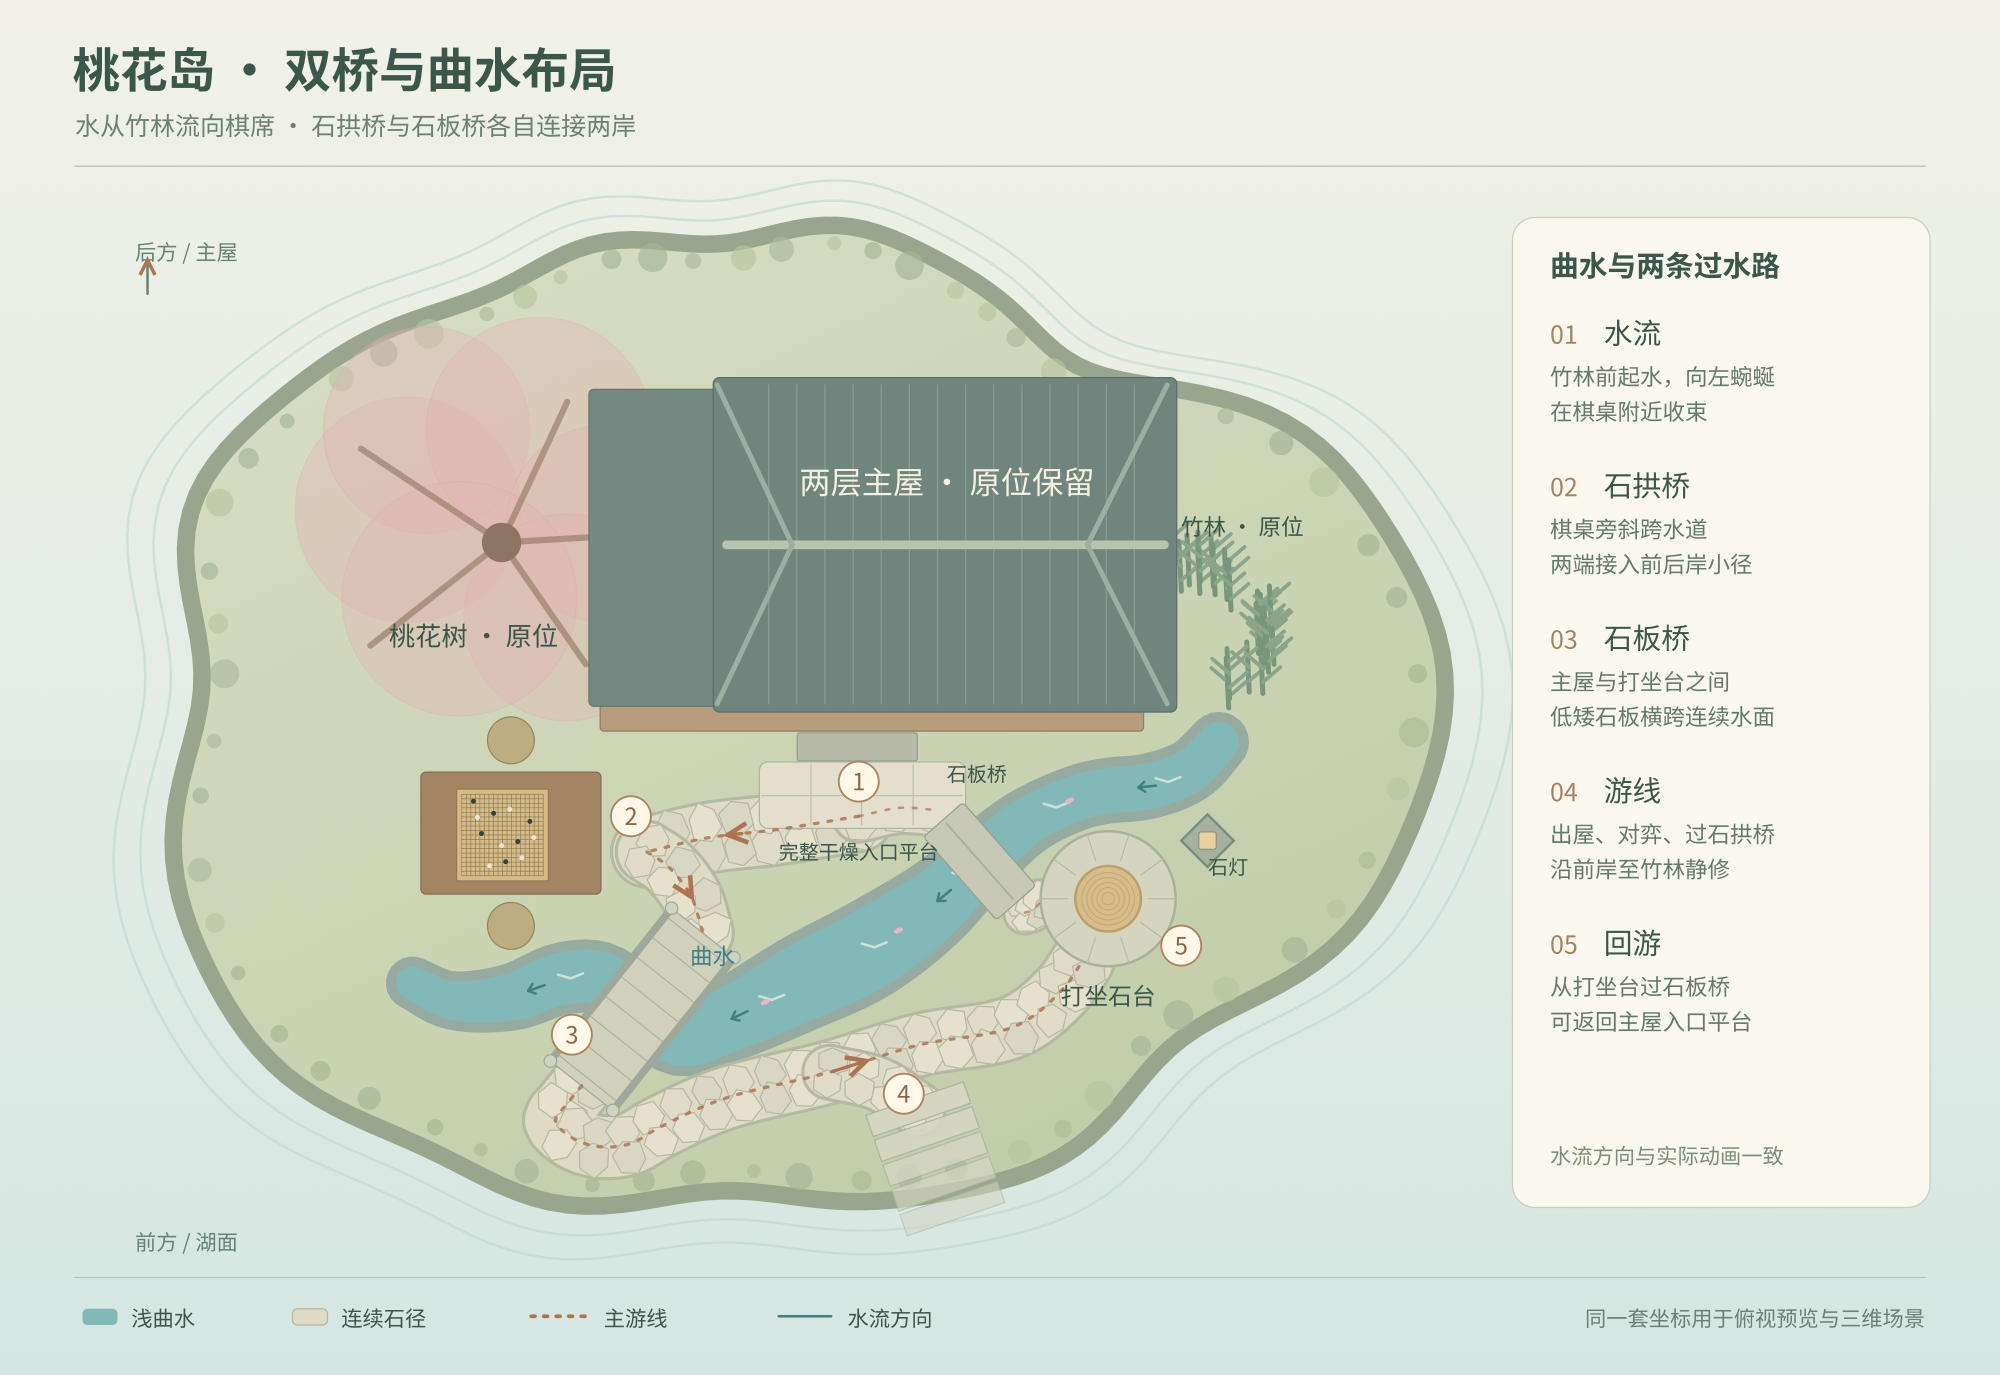 桃花岛 · 双桥与曲水布局
水从竹林流向棋席 · 石拱桥与石板桥各自连接两岸
后方 / 主屋
两层主屋 · 原位保留
竹林 · 原位
桃花树 · 原位
1
石板桥
2
完整干燥入口平台
石灯
曲水
5
打坐石台
3
4
前方 / 湖面
曲水与两条过水路
01 水流
竹林前起水，向左蜿蜒
在棋桌附近收束
02 石拱桥
棋桌旁斜跨水道
两端接入前后岸小径
03 石板桥
主屋与打坐台之间
低矮石板横跨连续水面
04 游线
出屋、对弈、过石拱桥
沿前岸至竹林静修
05 回游
从打坐台过石板桥
可返回主屋入口平台
水流方向与实际动画一致
浅曲水
连续石径
主游线
水流方向
同一套坐标用于俯视预览与三维场景